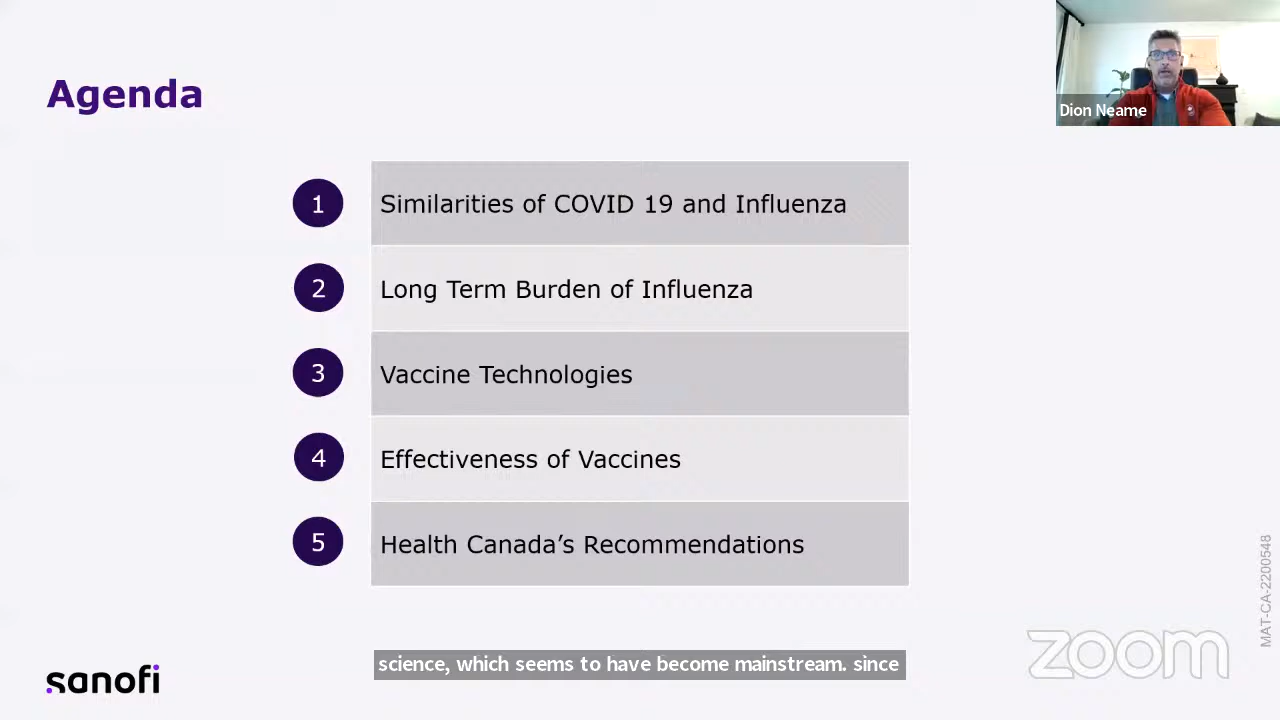 Agenda
Dion Neame
1
Similarities of COVID 19 and Influenza
2
Long Term Burden of Influenza
3
Vaccine Technologies
4
Effectiveness of Vaccines
5
Health Canada’s Recommendations
MAT-CA-2200548
science, which seems to have become mainstream. since
sanofi
zoom